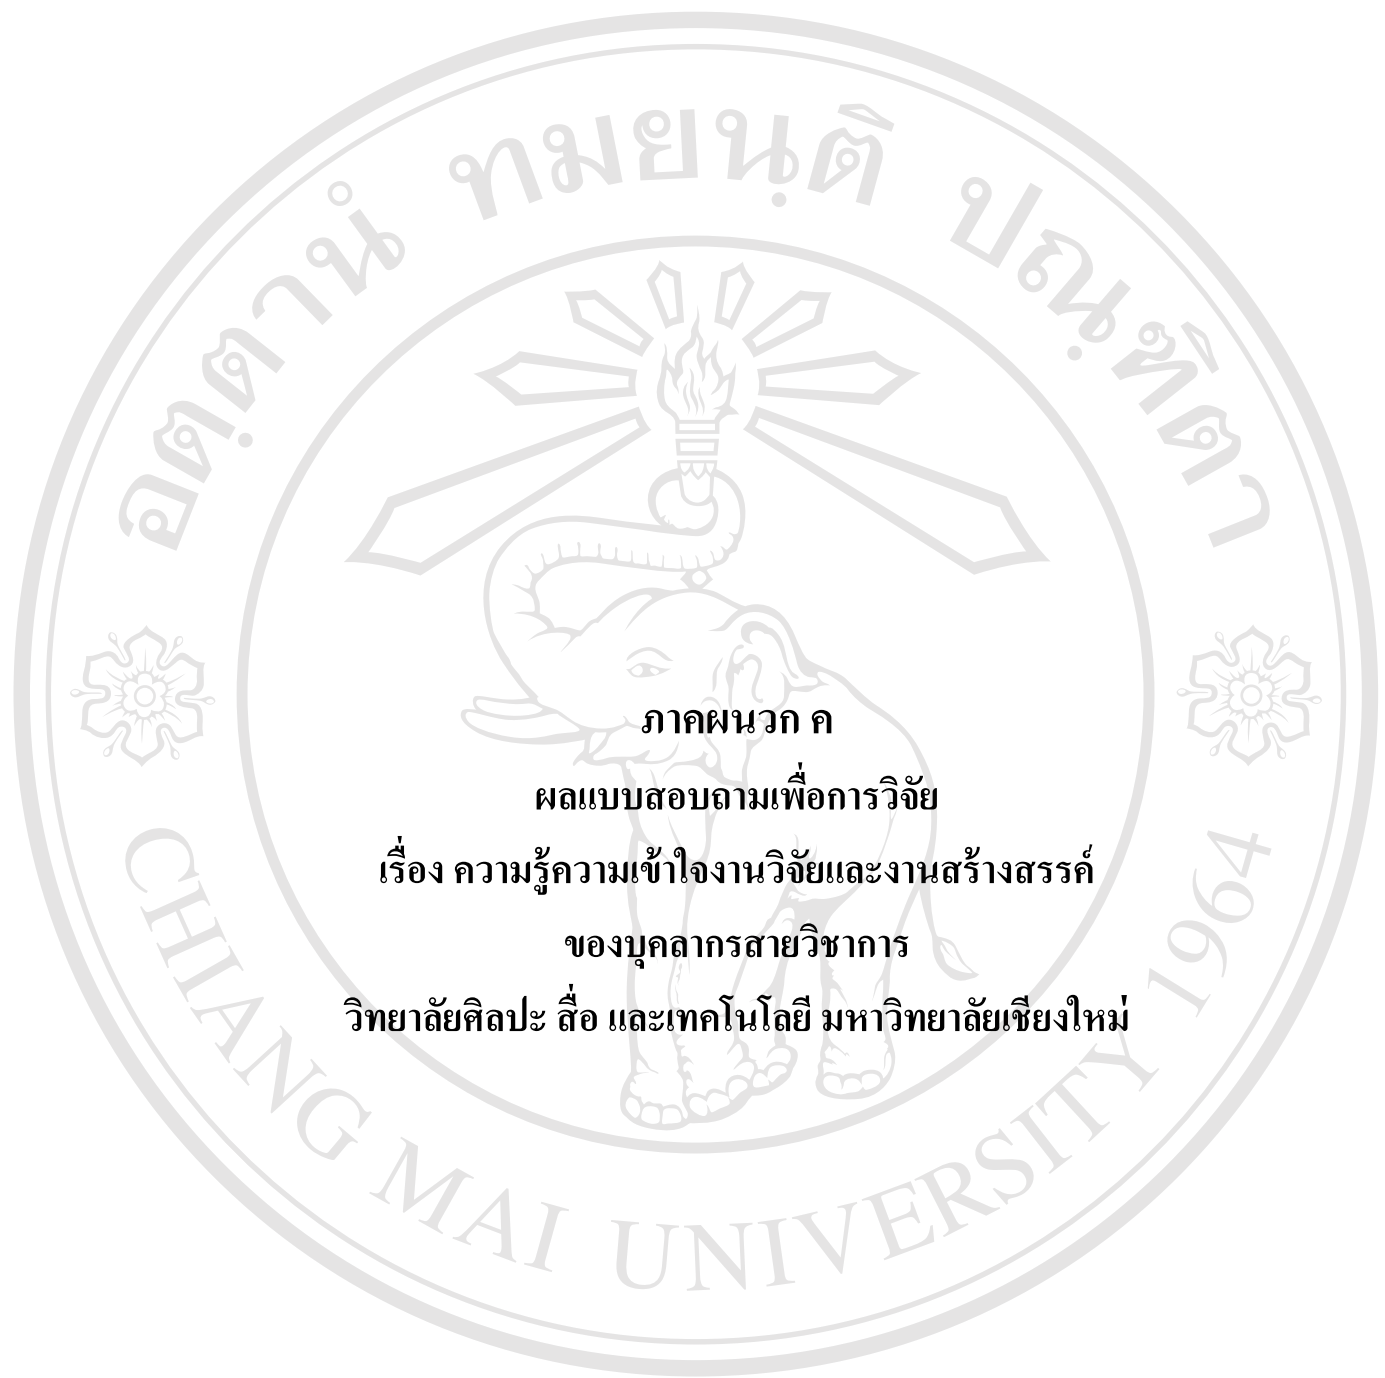 อตฺตานํ ทมยนฺติ ปณฺฑิตา
ภาคผนวก ค
ผลแบบสอบถามเพื่อการวิจัย
เรื่อง ความรู้ความเข้าใจงานวิจัยและงานสร้างสรรค์
ของบุคลากรสายวิชาการ
วิทยาลัยศิลปะ สื่อ และเทคโนโลยี มหาวิทยาลัยเชียงใหม่
CHIANG MAI UNIVERSITY 1964